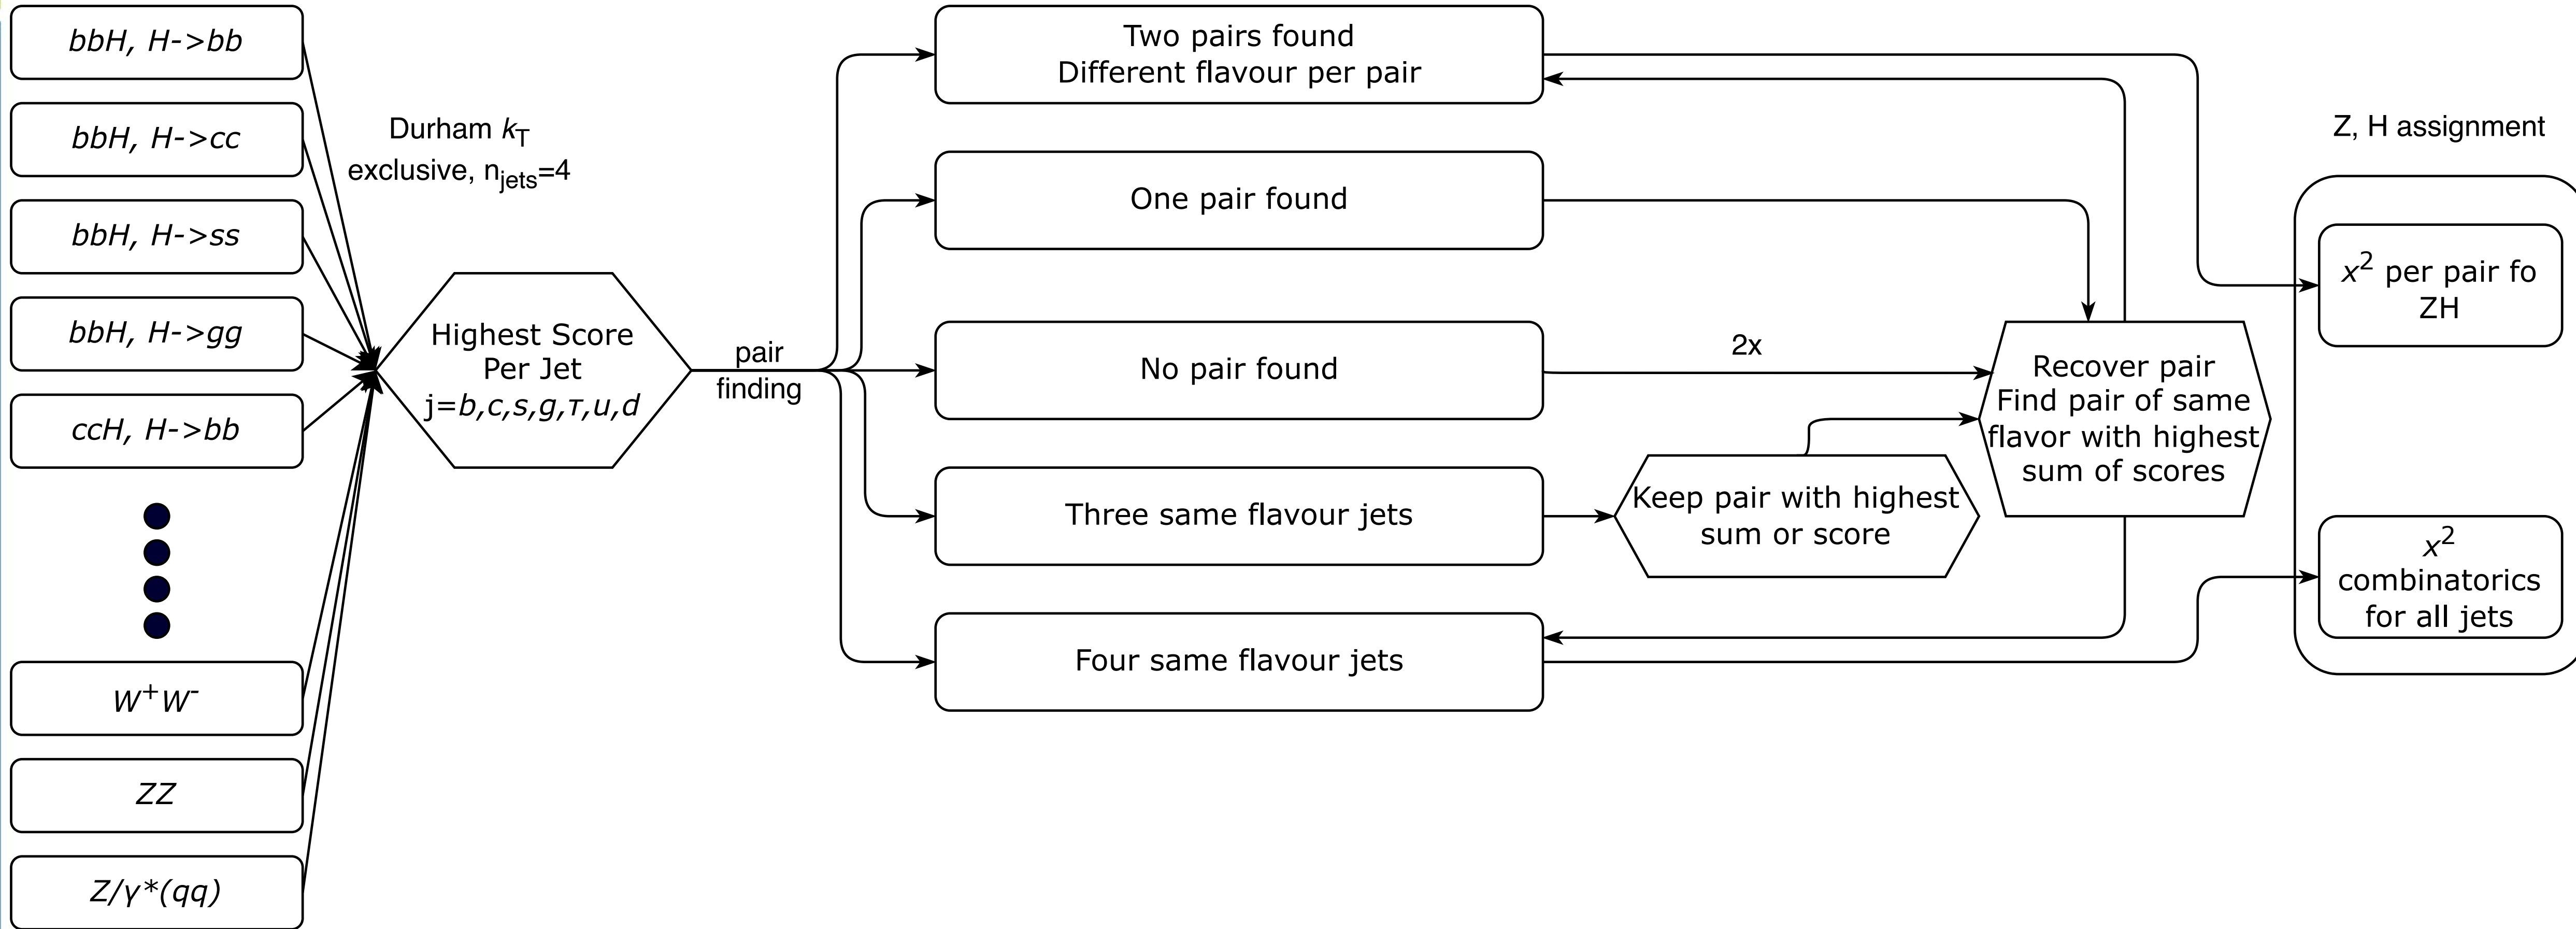 bbH, H->bb
bbH, H->cc
bbH, H->ss
bbH, H->gg
ccH, H->bb
W+W-
ZZ
Z/γ*(qq)
Durham kT
exclusive, njets=4
Highest Score
Per Jet
j=b,c,s,g,τ,u,d
pair
finding
Two pairs found
Different flavour per pair
One pair found
No pair found
Three same flavour jets
Four same flavour jets
2x
Keep pair with highest
sum or score
Recover pair
Find pair of same
flavor with highest
sum of scores
Z, H assignment
x² per pair fo
ZH
x²
combinatorics
for all jets